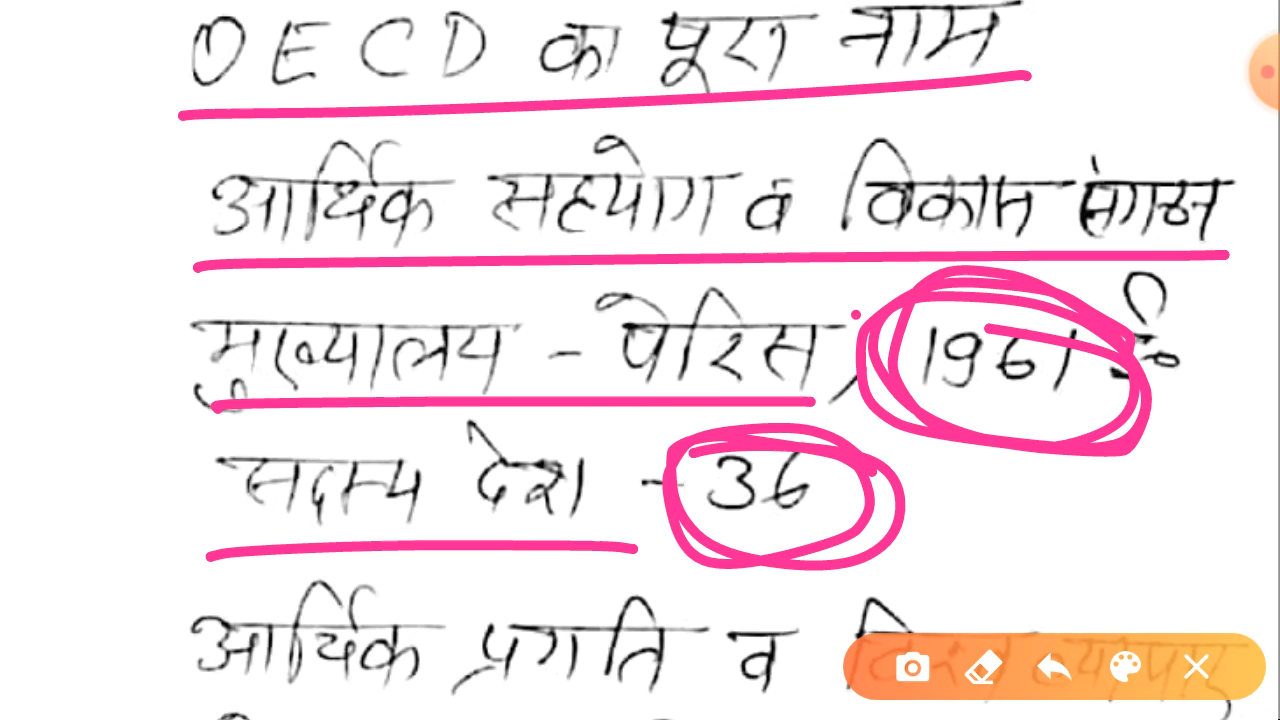 OECD का पूरा नाम
आर्थिक सहयोग व विकास संगठन
मुख्यालय - पेरिस, 1961 ई०
सदस्य देश - 36
आर्थिक प्रगति व विश्व व्यापार